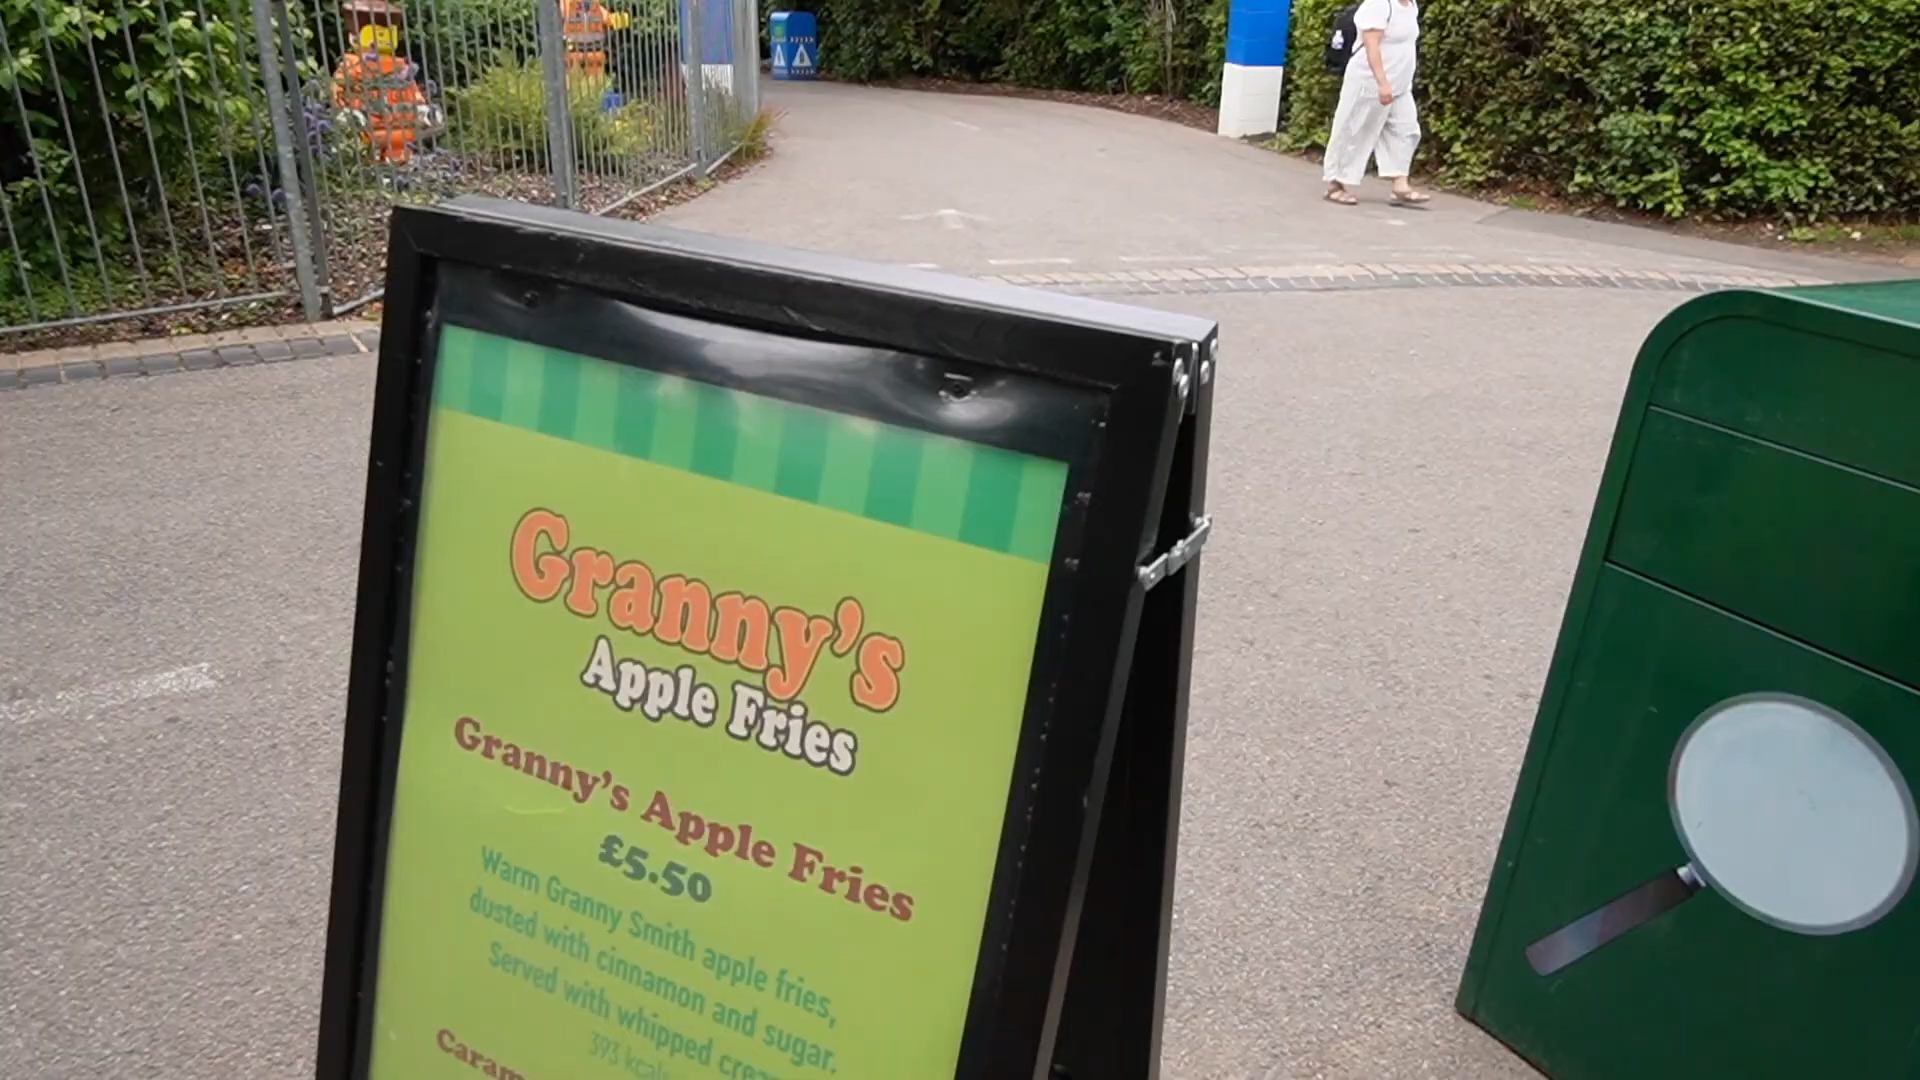 Granny's
Apple Fries
Granny's Apple Fries
£5.50
Warm Granny Smith apple fries,
dusted with cinnamon and sugar.
Served with whipped
393 kcal